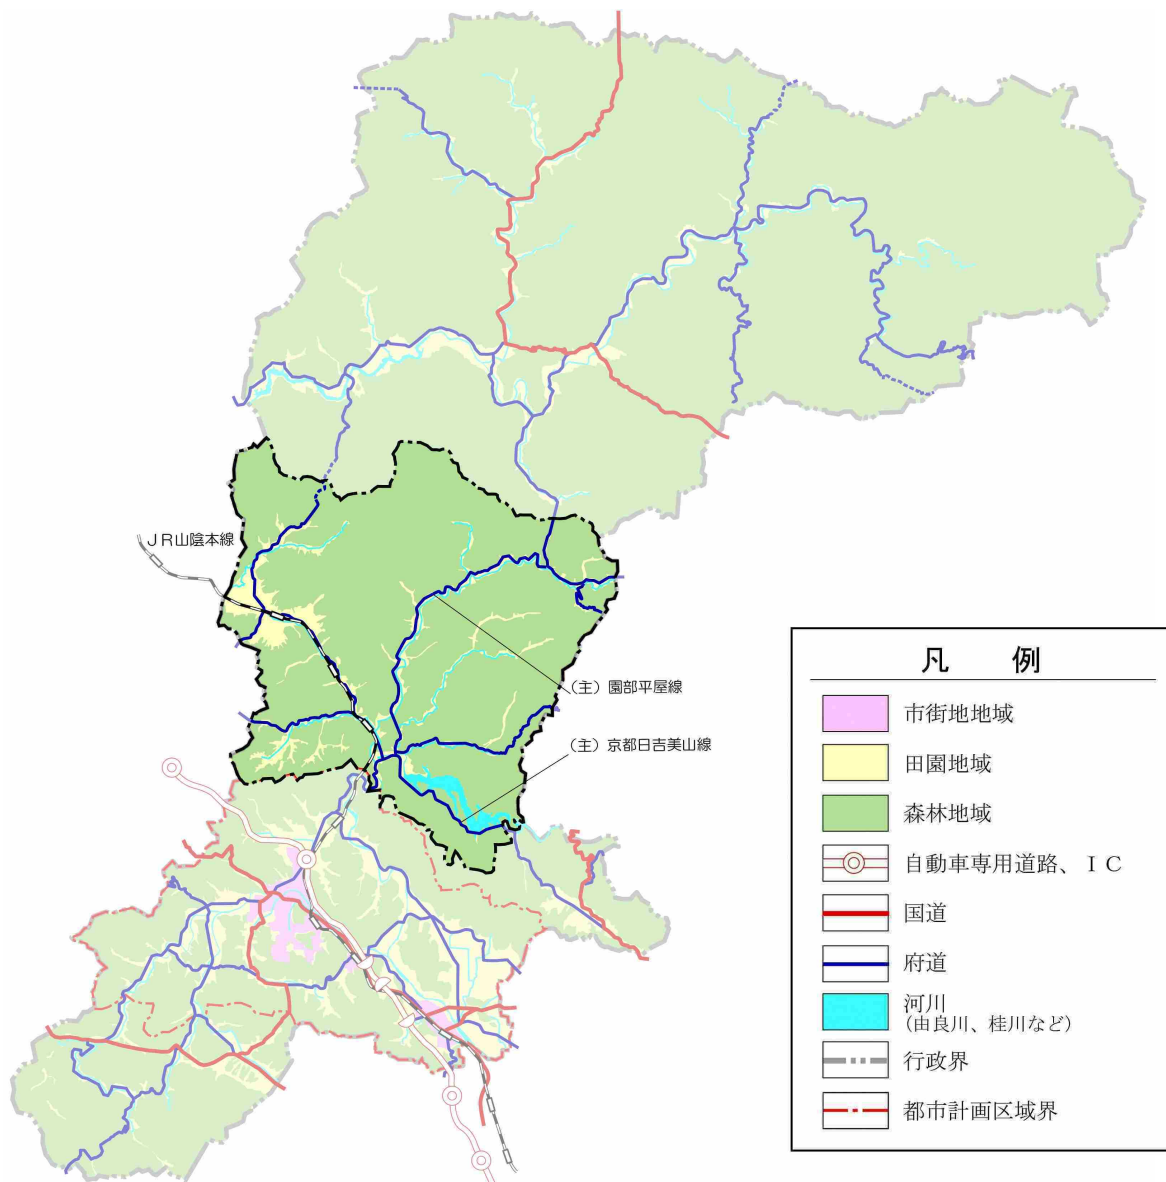 ＪＲ山陰本線
（主）園部平屋線
（主）京都日吉美山線
凡　例
市街地地域
田園地域
森林地域
自動車専用道路、ＩＣ
国道
府道
河川
（由良川、桂川など）
行政界
都市計画区域界